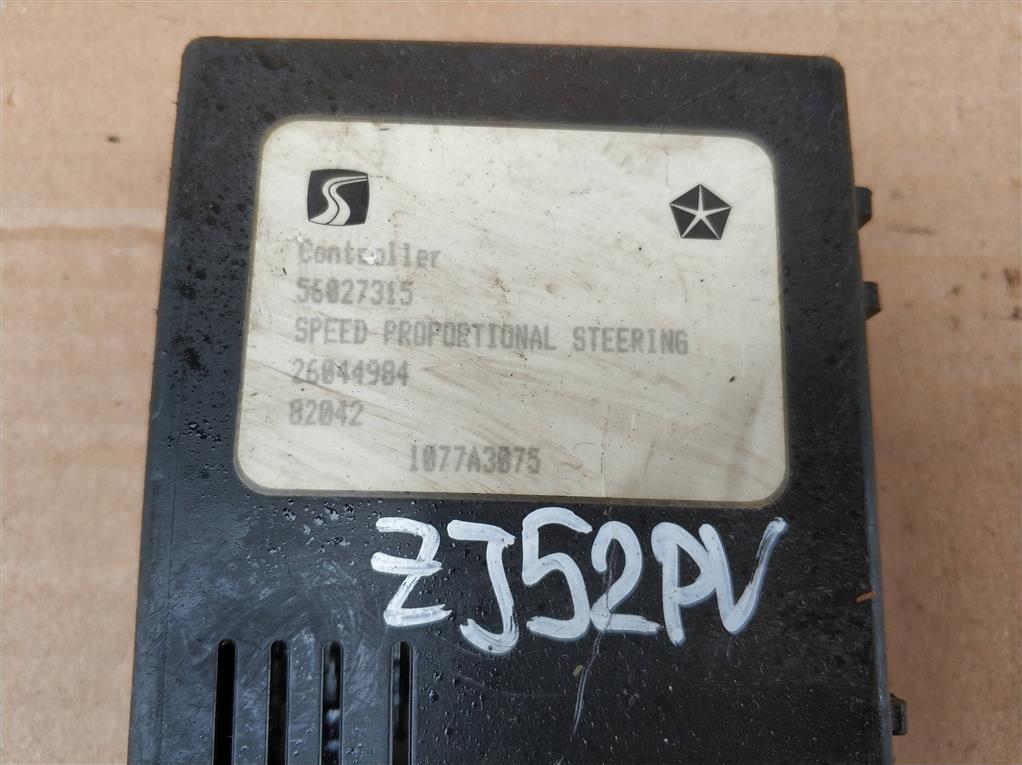 Controller
56027315
SPEED PROPORTIONAL STEERING
26044984
82042
1077A3075
ZJ52PV